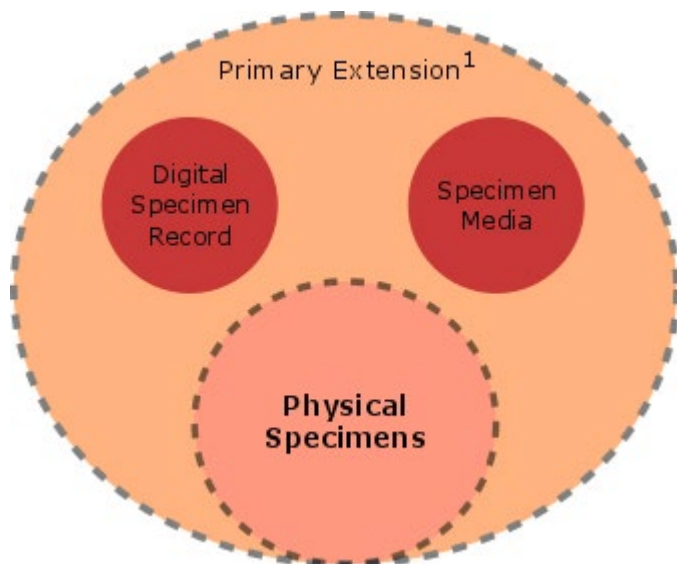 Primary Extension¹
Digital
Specimen
Record
Specimen
Media
Physical
Specimens